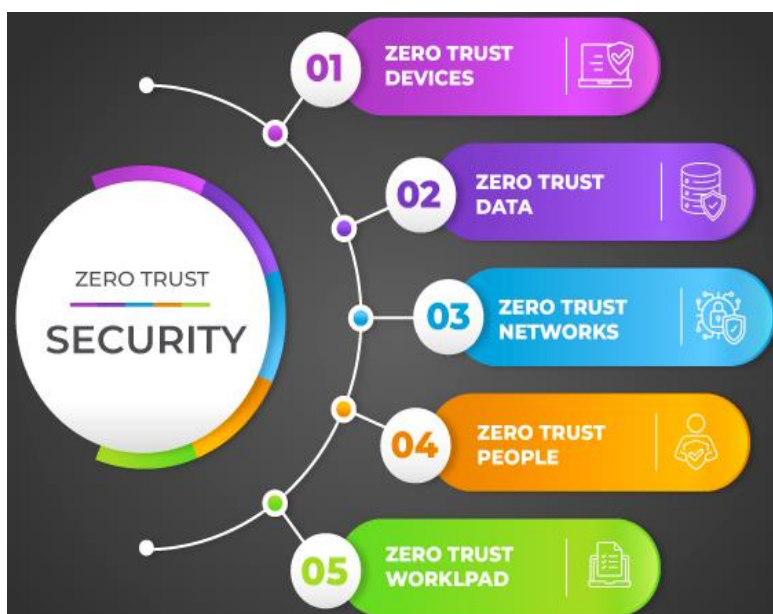 01
ZERO TRUST
DEVICES
02
ZERO TRUST
DATA
ZERO TRUST
SECURITY
03
ZERO TRUST
NETWORKS
04
ZERO TRUST
PEOPLE
05
ZERO TRUST
WORKLPAD